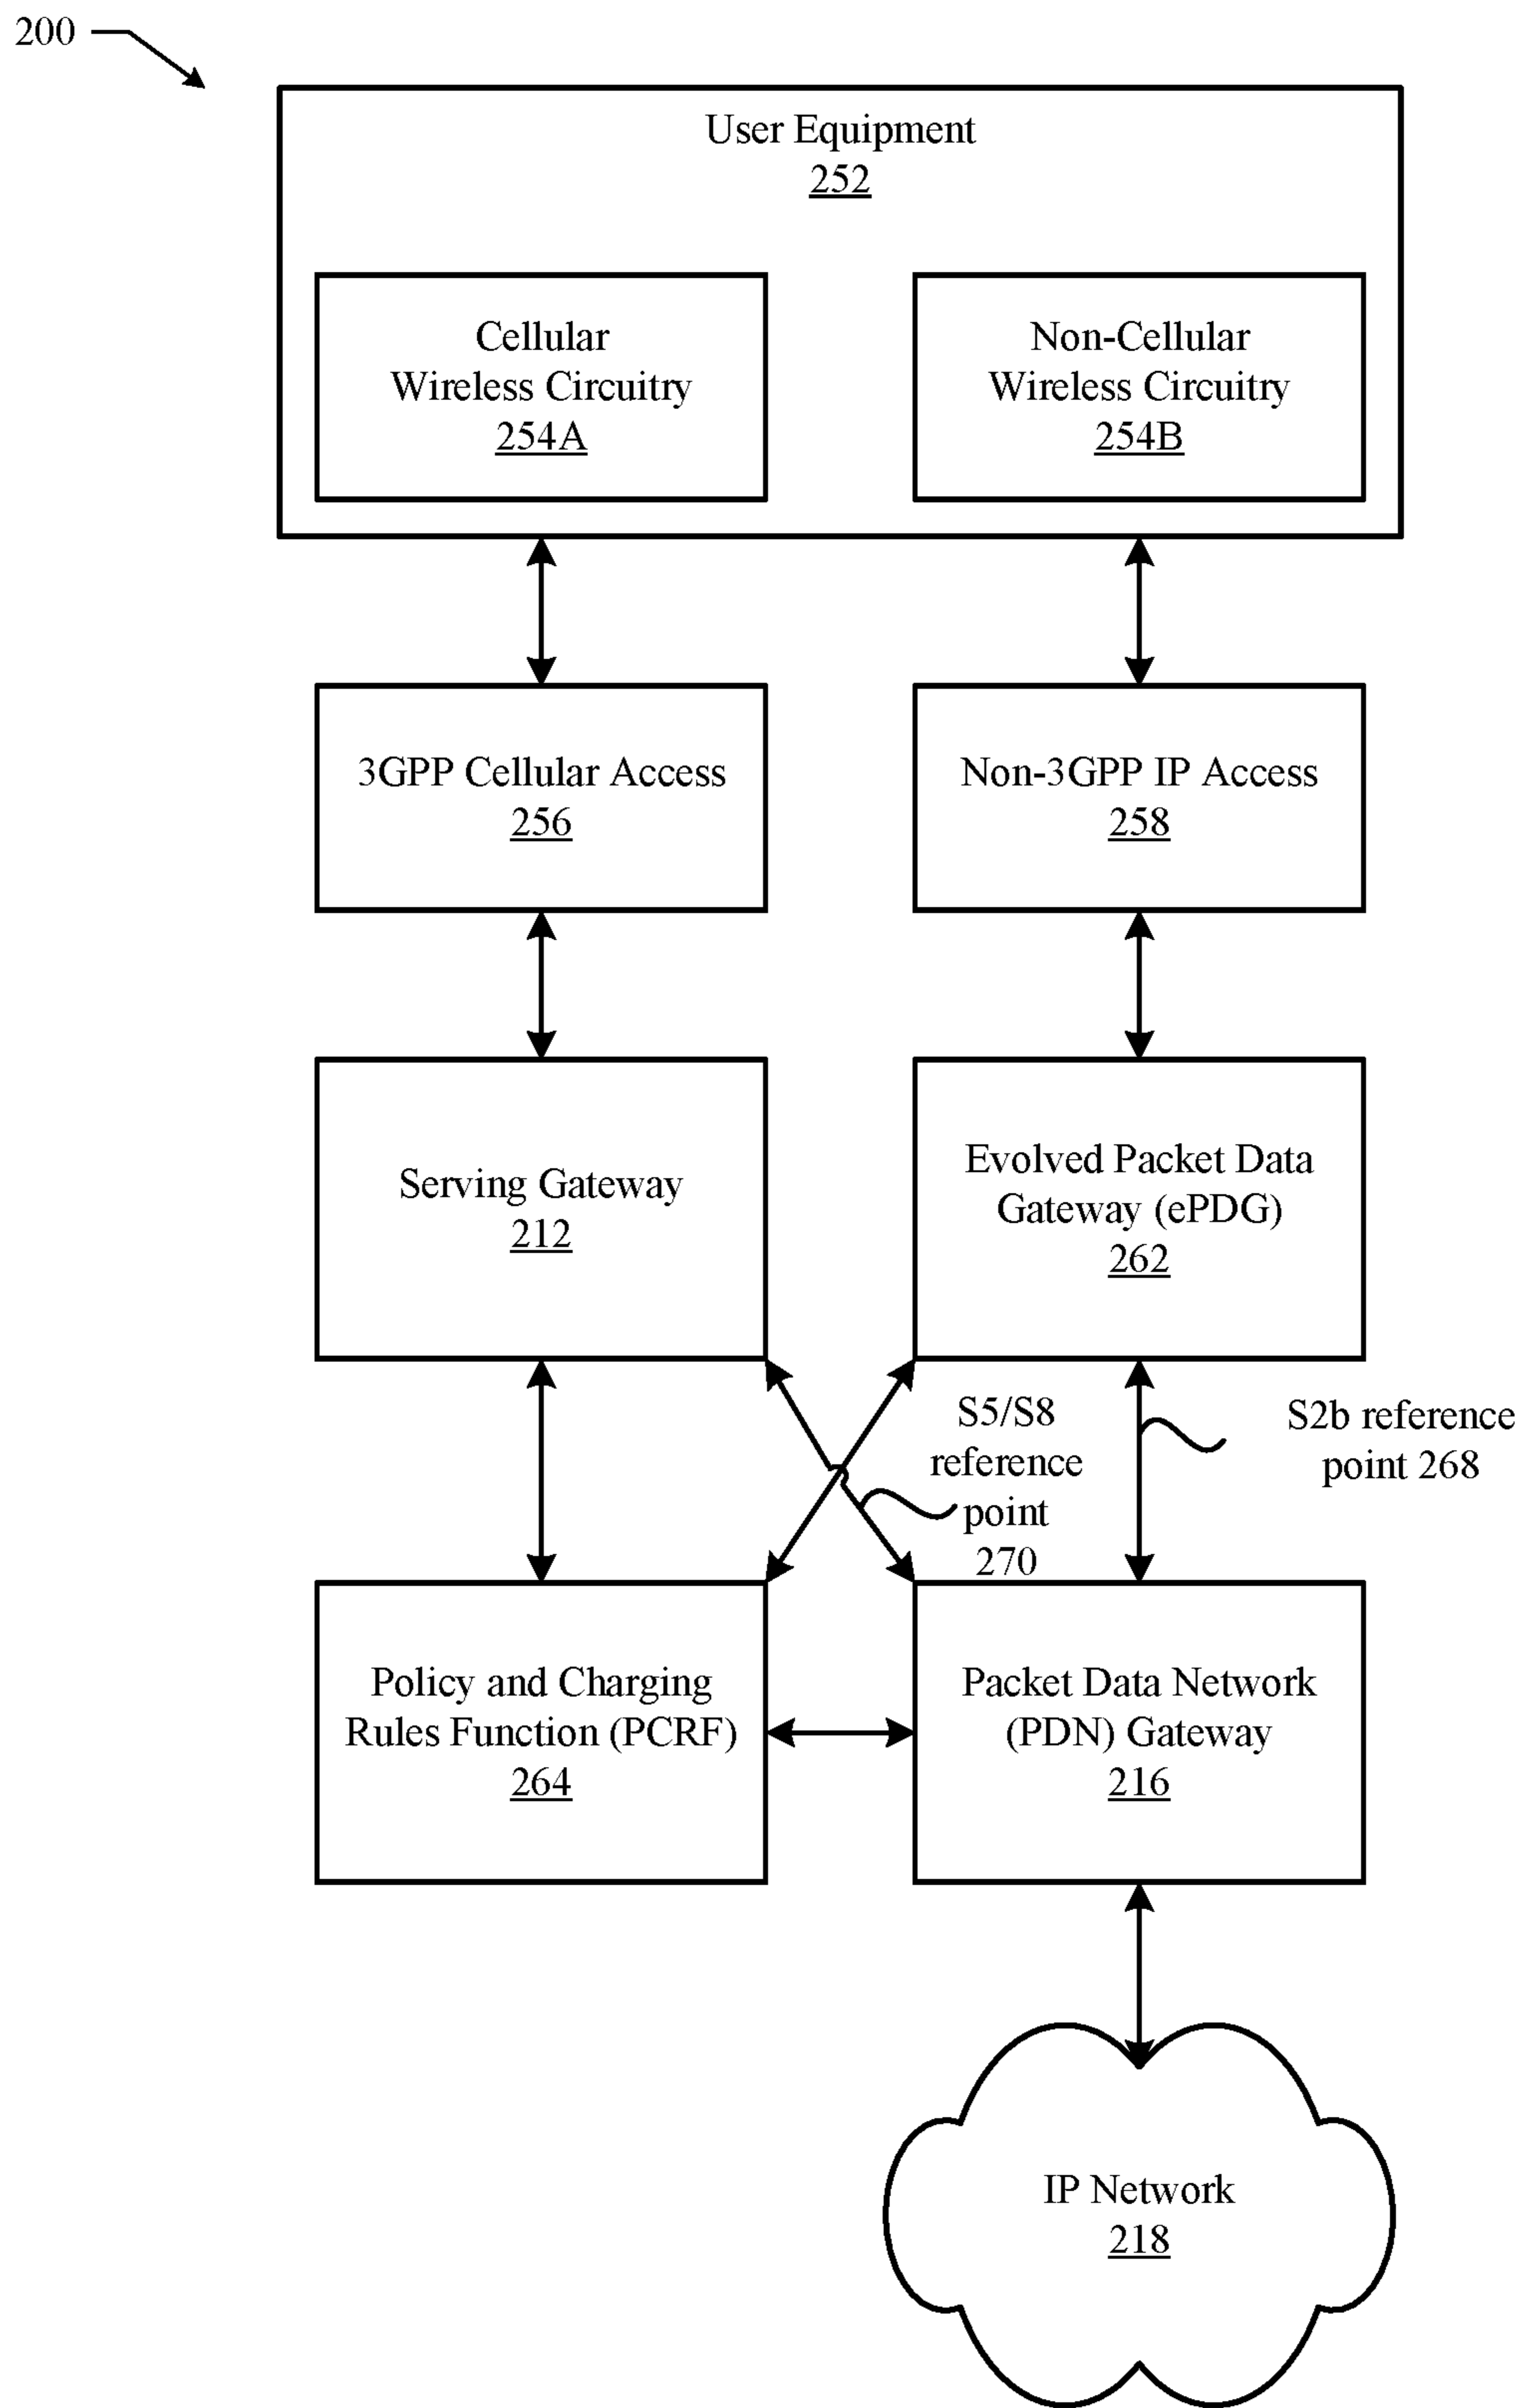 200
User Equipment
252
Cellular
Wireless Circuitry
254A
Non-Cellular
Wireless Circuitry
254B
3GPP Cellular Access
256
Non-3GPP IP Access
258
Serving Gateway
212
Evolved Packet Data
Gateway (ePDG)
262
S5/S8
reference
point
270
S2b reference
point 268
Policy and Charging
Rules Function (PCRF)
264
Packet Data Network
(PDN) Gateway
216
IP Network
218